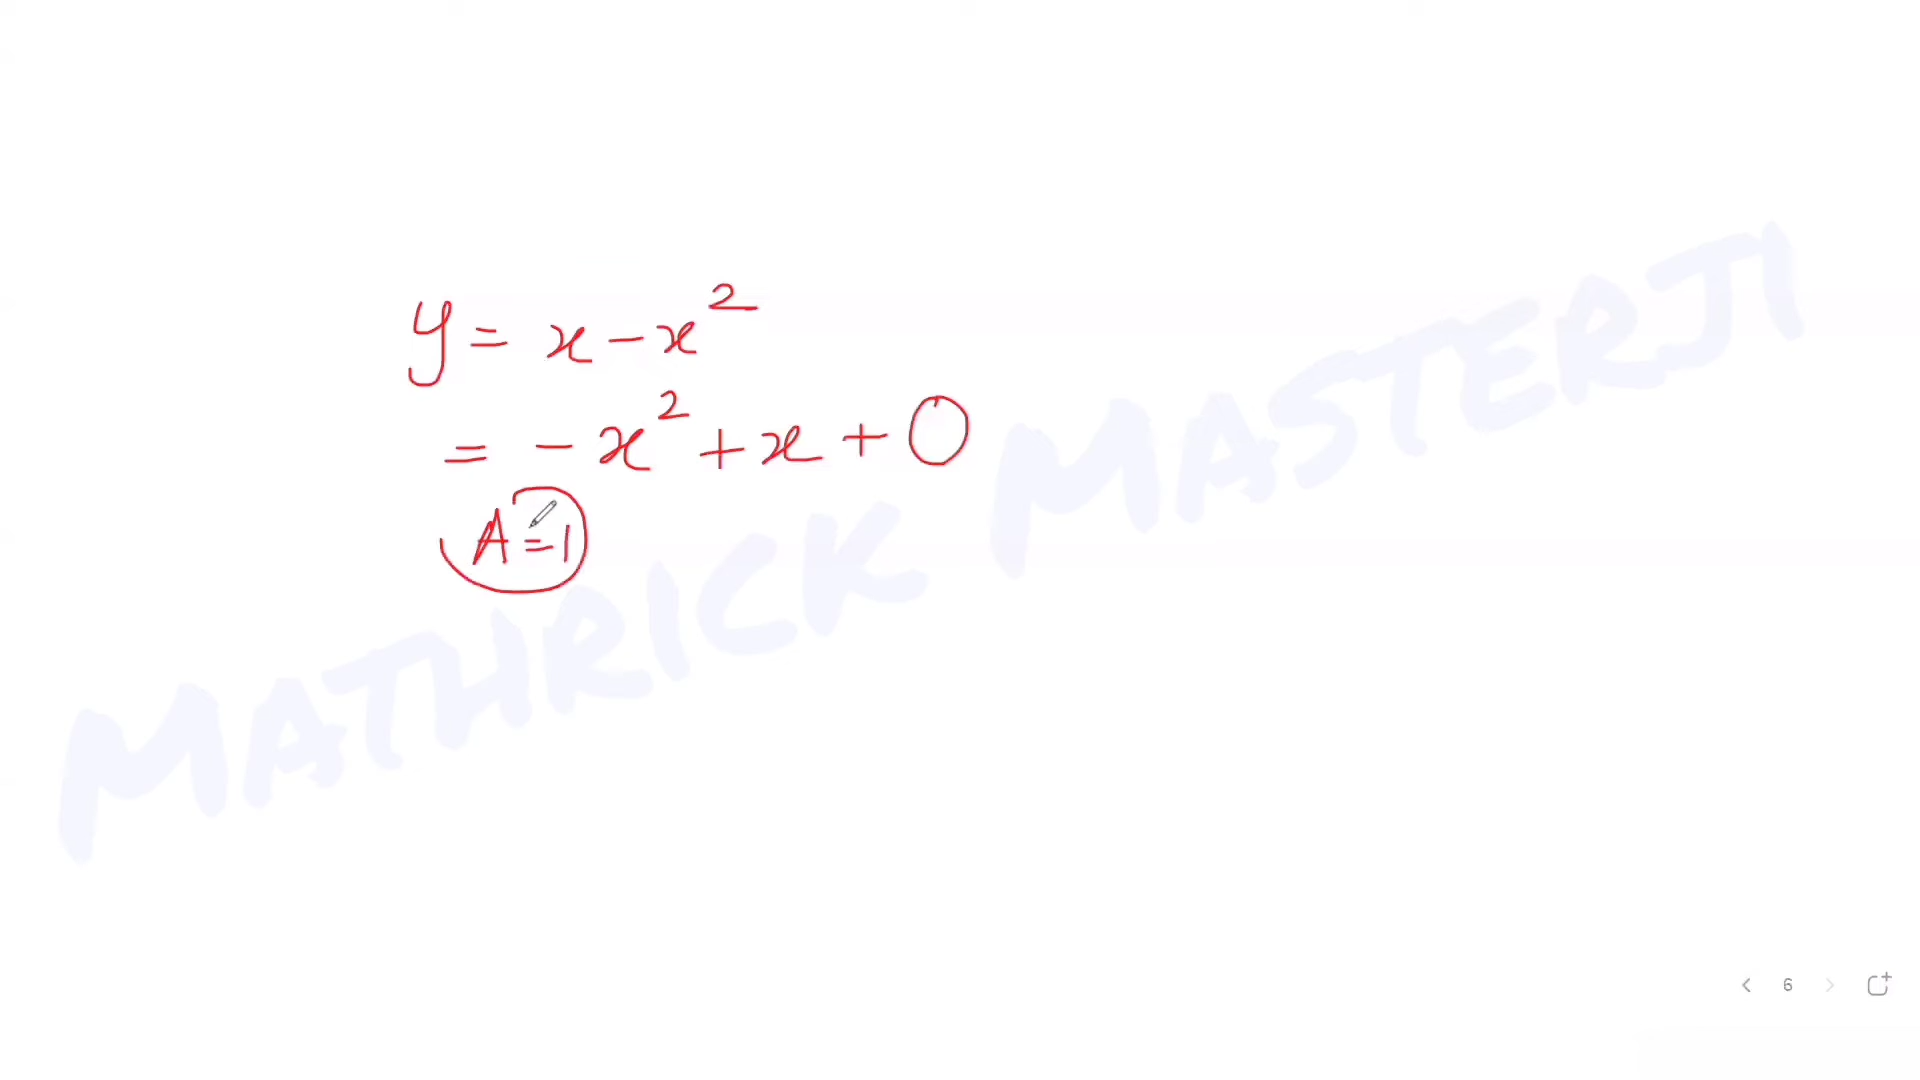 y = x - x²
= - x² + x + 0
A = -1
MATHRICK MASTERJI
6